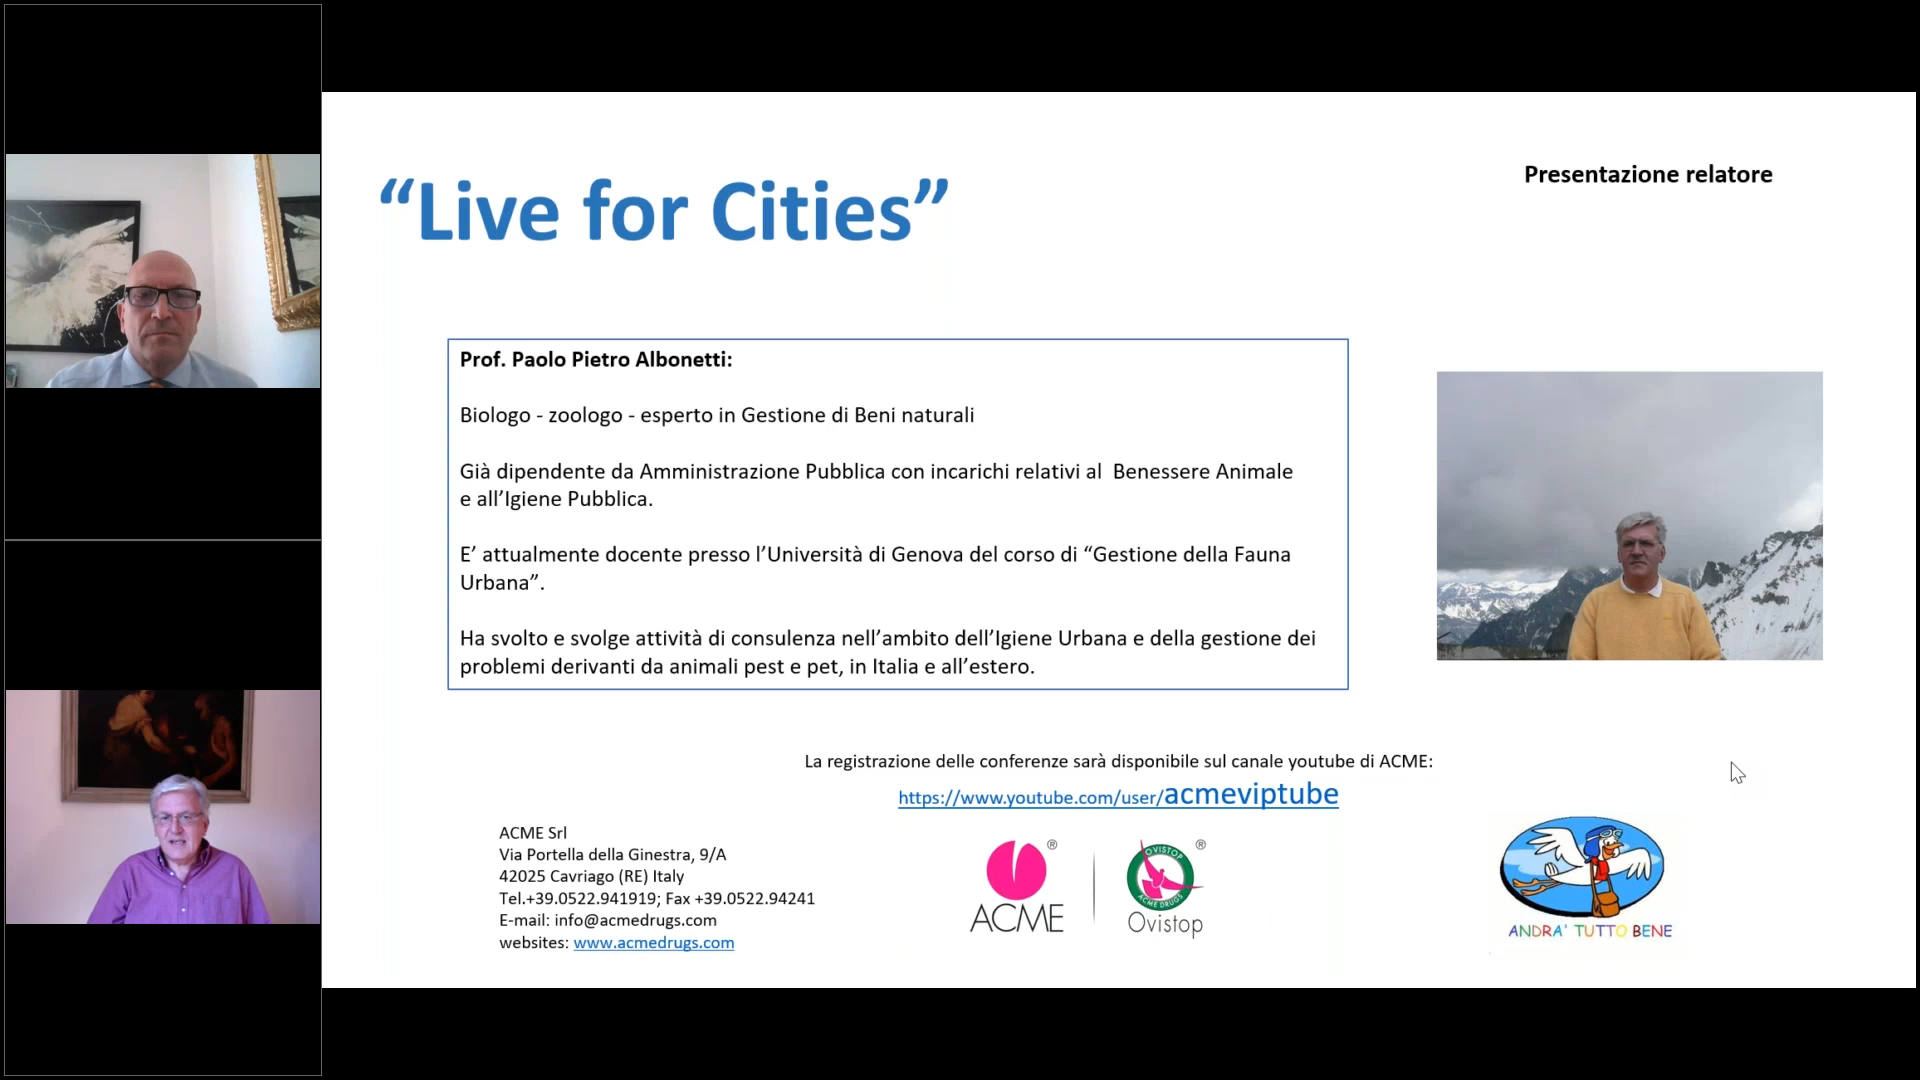 “Live for Cities”
Presentazione relatore
Prof. Paolo Pietro Albonetti:
Biologo - zoologo - esperto in Gestione di Beni naturali
Già dipendente da Amministrazione Pubblica con incarichi relativi al  Benessere Animale
e all’Igiene Pubblica.
E’ attualmente docente presso l’Università di Genova del corso di “Gestione della Fauna
Urbana”.
Ha svolto e svolge attività di consulenza nell’ambito dell’Igiene Urbana e della gestione dei
problemi derivanti da animali pest e pet, in Italia e all’estero.
La registrazione delle conferenze sarà disponibile sul canale youtube di ACME:
https://www.youtube.com/user/acmeviptube
ACME Srl
Via Portella della Ginestra, 9/A
42025 Cavriago (RE) Italy
Tel.+39.0522.941919; Fax +39.0522.94241
E-mail: info@acmedrugs.com
websites: www.acmedrugs.com
®
ACME
®
OVISTOP
ACME DRUGS
Ovistop
ANDRA' TUTTO BENE